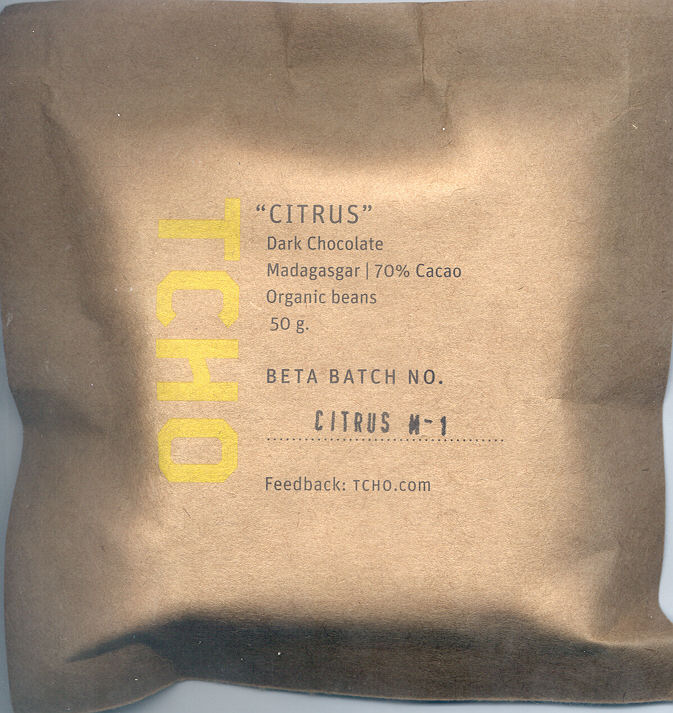 TCHO
“CITRUS”
Dark Chocolate
Madagasgar | 70% Cacao
Organic beans
50 g.
BETA BATCH NO.
CITRUS M-1
Feedback: TCHO.com